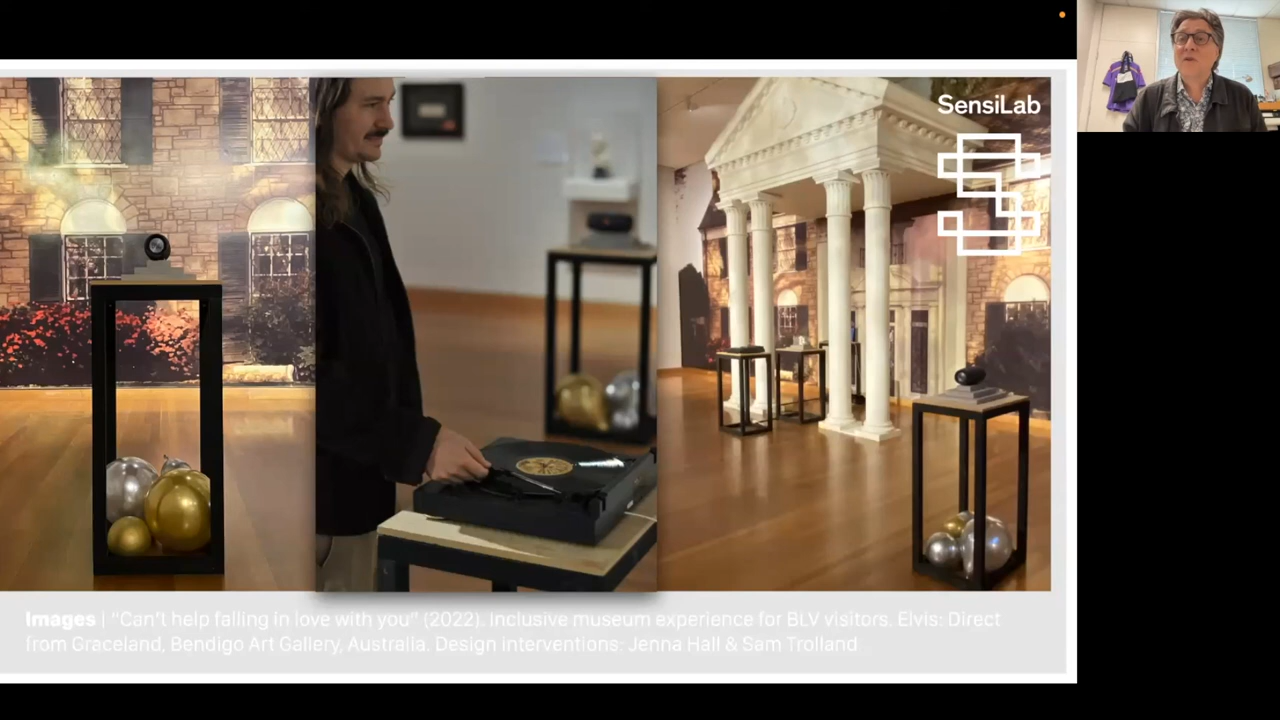 SensiLab
Images | “Can’t help falling in love with you” (2022). Inclusive museum experience for BLV visitors. Elvis: Direct
from Graceland, Bendigo Art Gallery, Australia. Design interventions: Jenna Hall & Sam Trolland